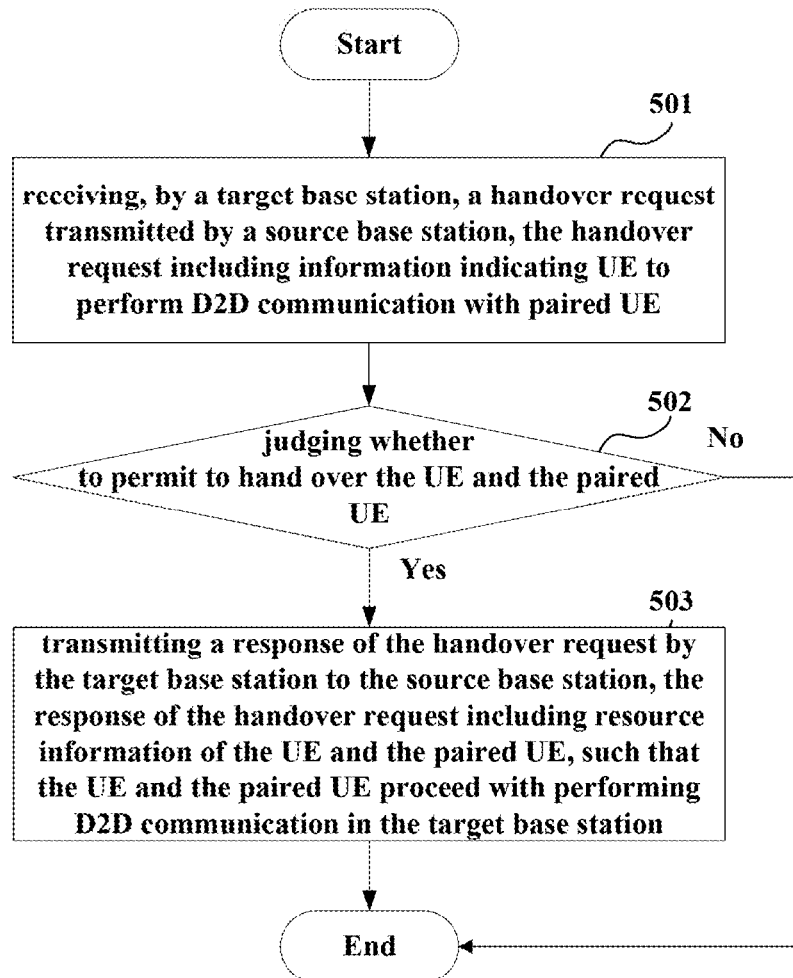 Start
501
receiving, by a target base station, a handover request
transmitted by a source base station, the handover
request including information indicating UE to
perform D2D communication with paired UE
502
No
judging whether
to permit to hand over the UE and the paired
UE
Yes
503
transmitting a response of the handover request by
the target base station to the source base station, the
response of the handover request including resource
information of the UE and the paired UE, such that
the UE and the paired UE proceed with performing
D2D communication in the target base station
End